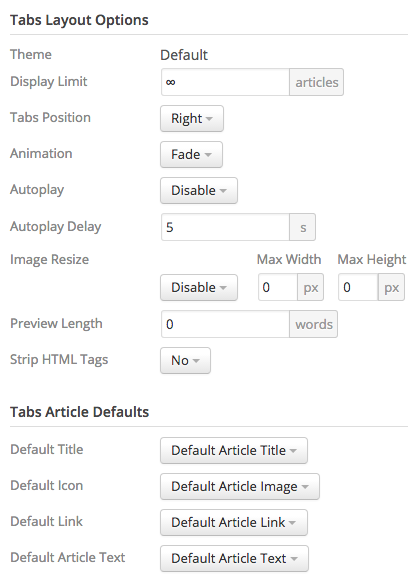 Tabs Layout Options
Theme Default
Display Limit ∞ articles
Tabs Position Right
Animation Fade
Autoplay Disable
Autoplay Delay 5 s
Image Resize Max Width Max Height
Disable 0 px 0 px
Preview Length 0 words
Strip HTML Tags No
Tabs Article Defaults
Default Title Default Article Title
Default Icon Default Article Image
Default Link Default Article Link
Default Article Text Default Article Text